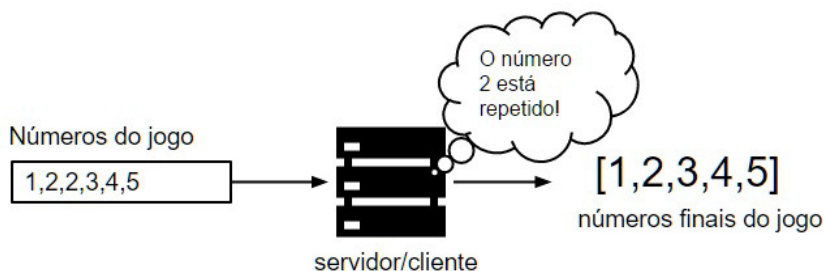 Números do jogo
1,2,2,3,4,5
O número
2 está
repetido!
servidor/cliente
[1,2,3,4,5]
números finais do jogo